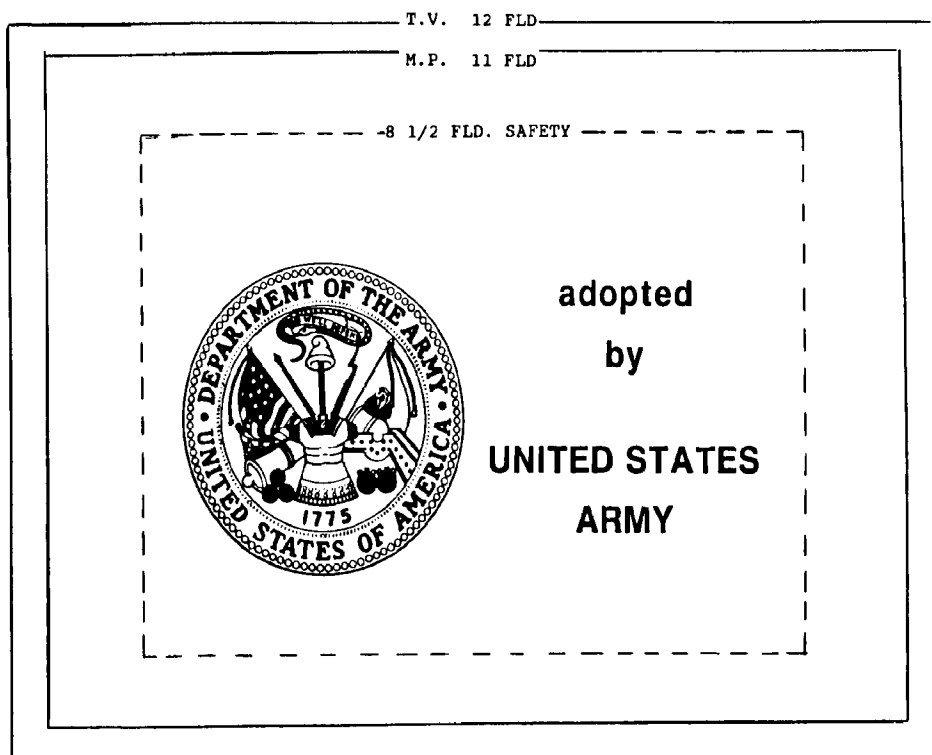 T.V. 12 FLD
M.P. 11 FLD
8 1/2 FLD. SAFETY
DEPARTMENT OF THE ARMY
UNITED STATES OF AMERICA
1775
adopted
by
UNITED STATES
ARMY